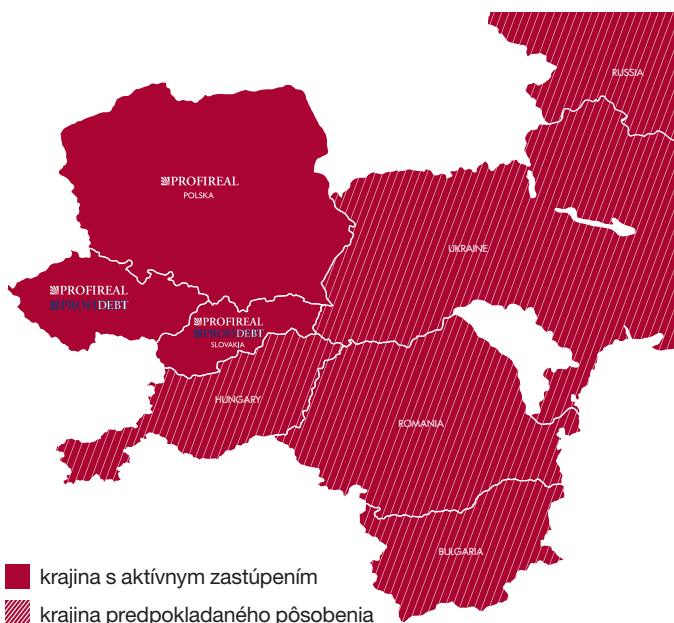 RUSSIA
PROFIREAL
POLSKA
UKRAINE
PROFIREAL
PROFIDEBT
PROFIREAL
PROFIDEBT
SLOVAKIA
HUNGARY
ROMANIA
BULGARIA
krajina s aktívnym zastúpením
krajina predpokladaného pôsobenia